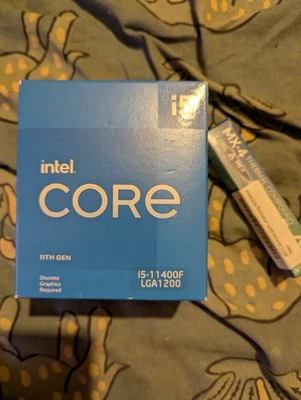 i5
intel
CORE
11TH GEN
Discrete
Graphics
Required
i5-11400F
LGA1200
MX-4